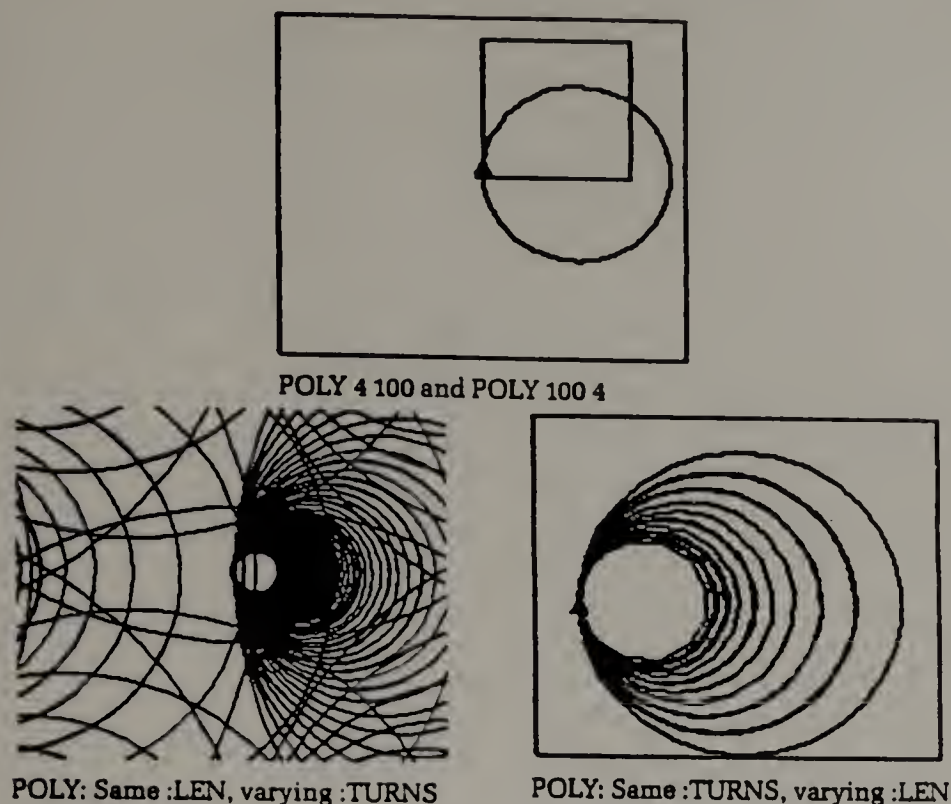 POLY 4 100 and POLY 100 4
POLY: Same :LEN, varying :TURNS
POLY: Same :TURNS, varying :LEN